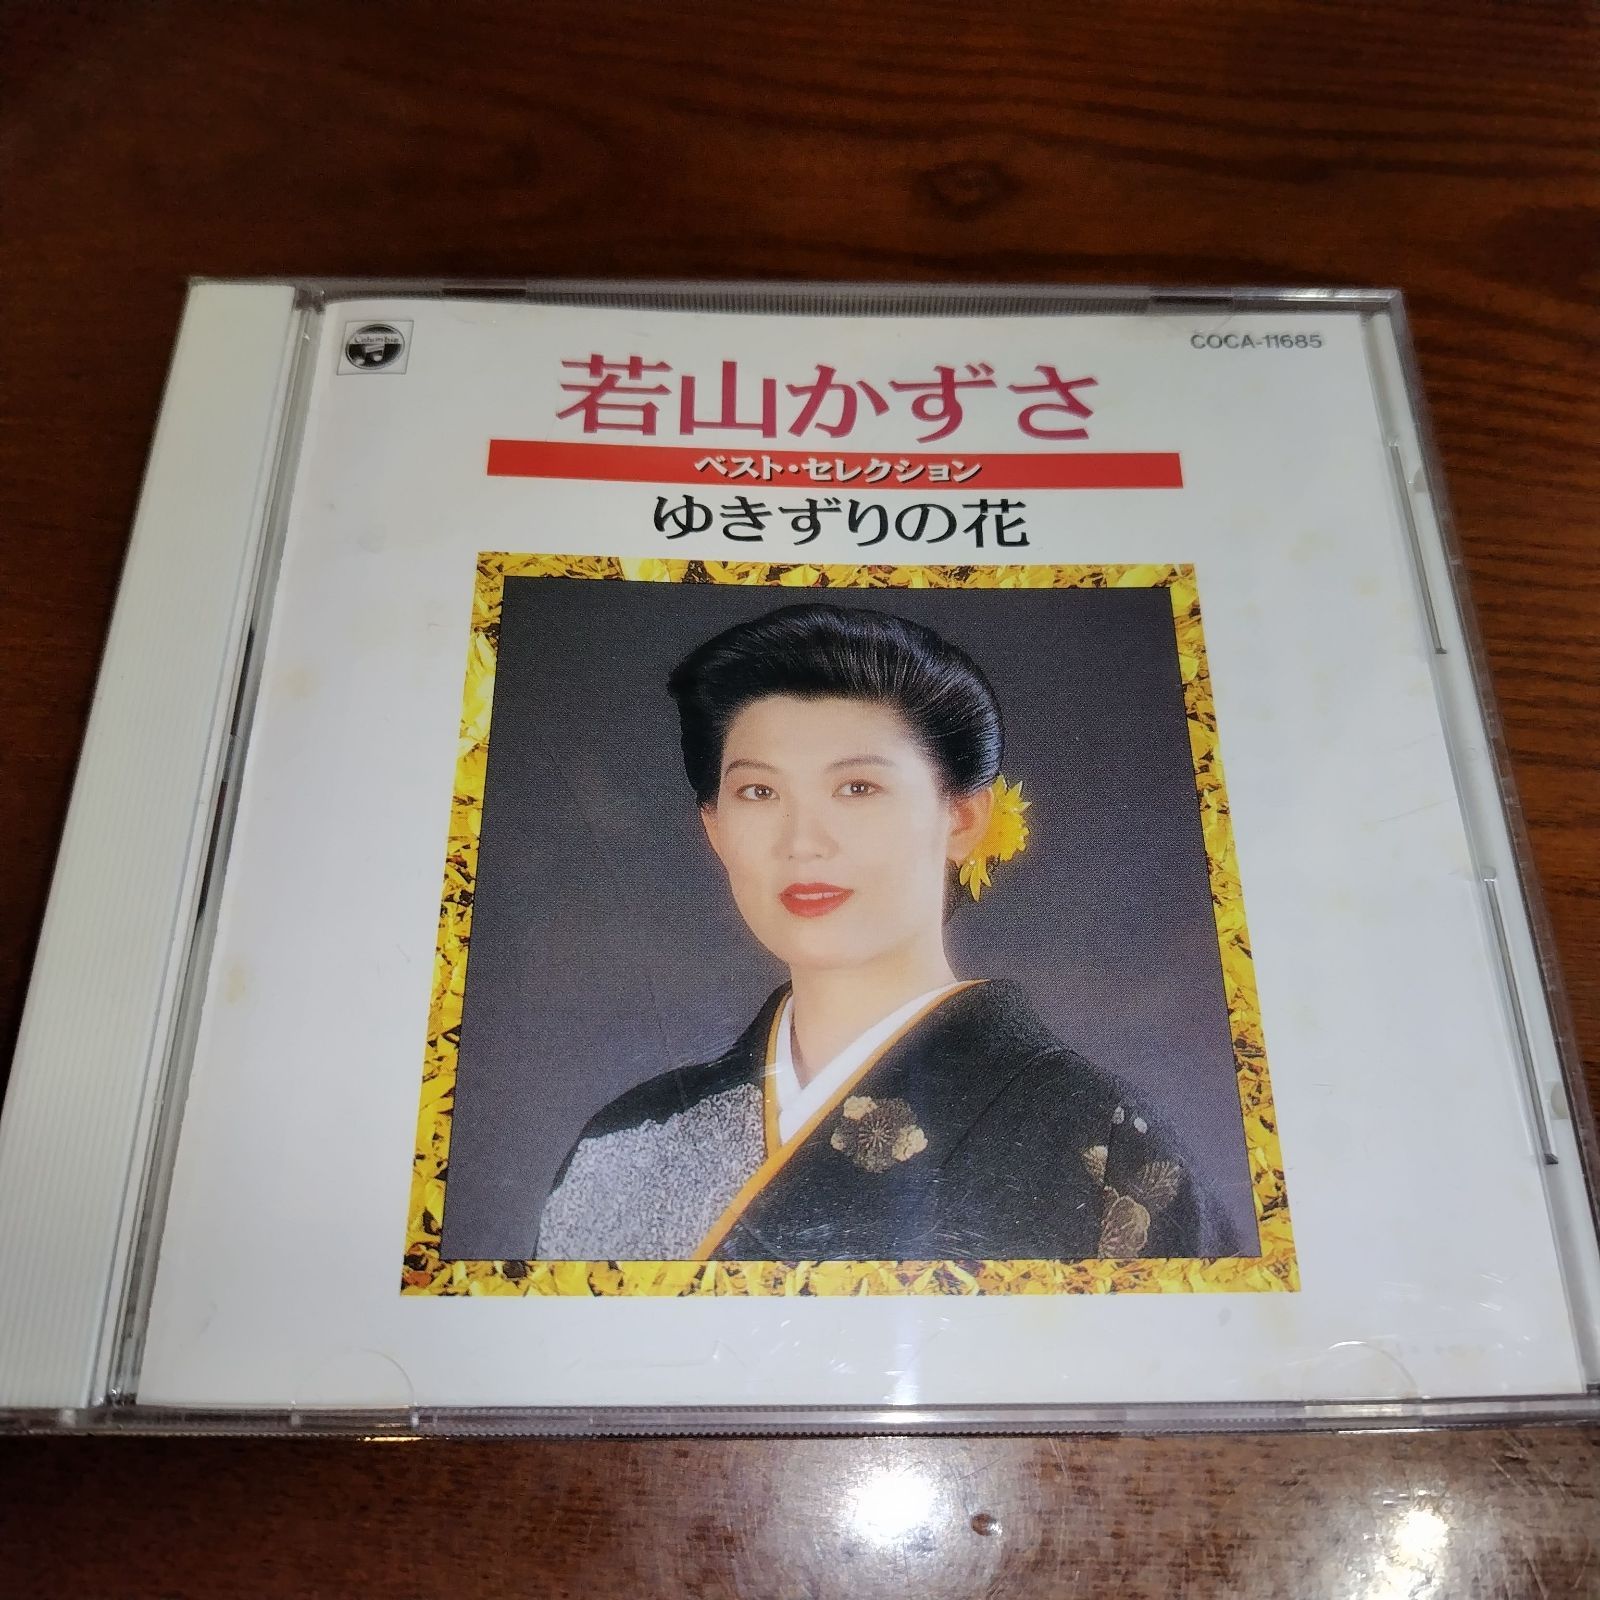 Columbia
COCA-11685
若山かずさ
ベスト・セレクション
ゆきずりの花